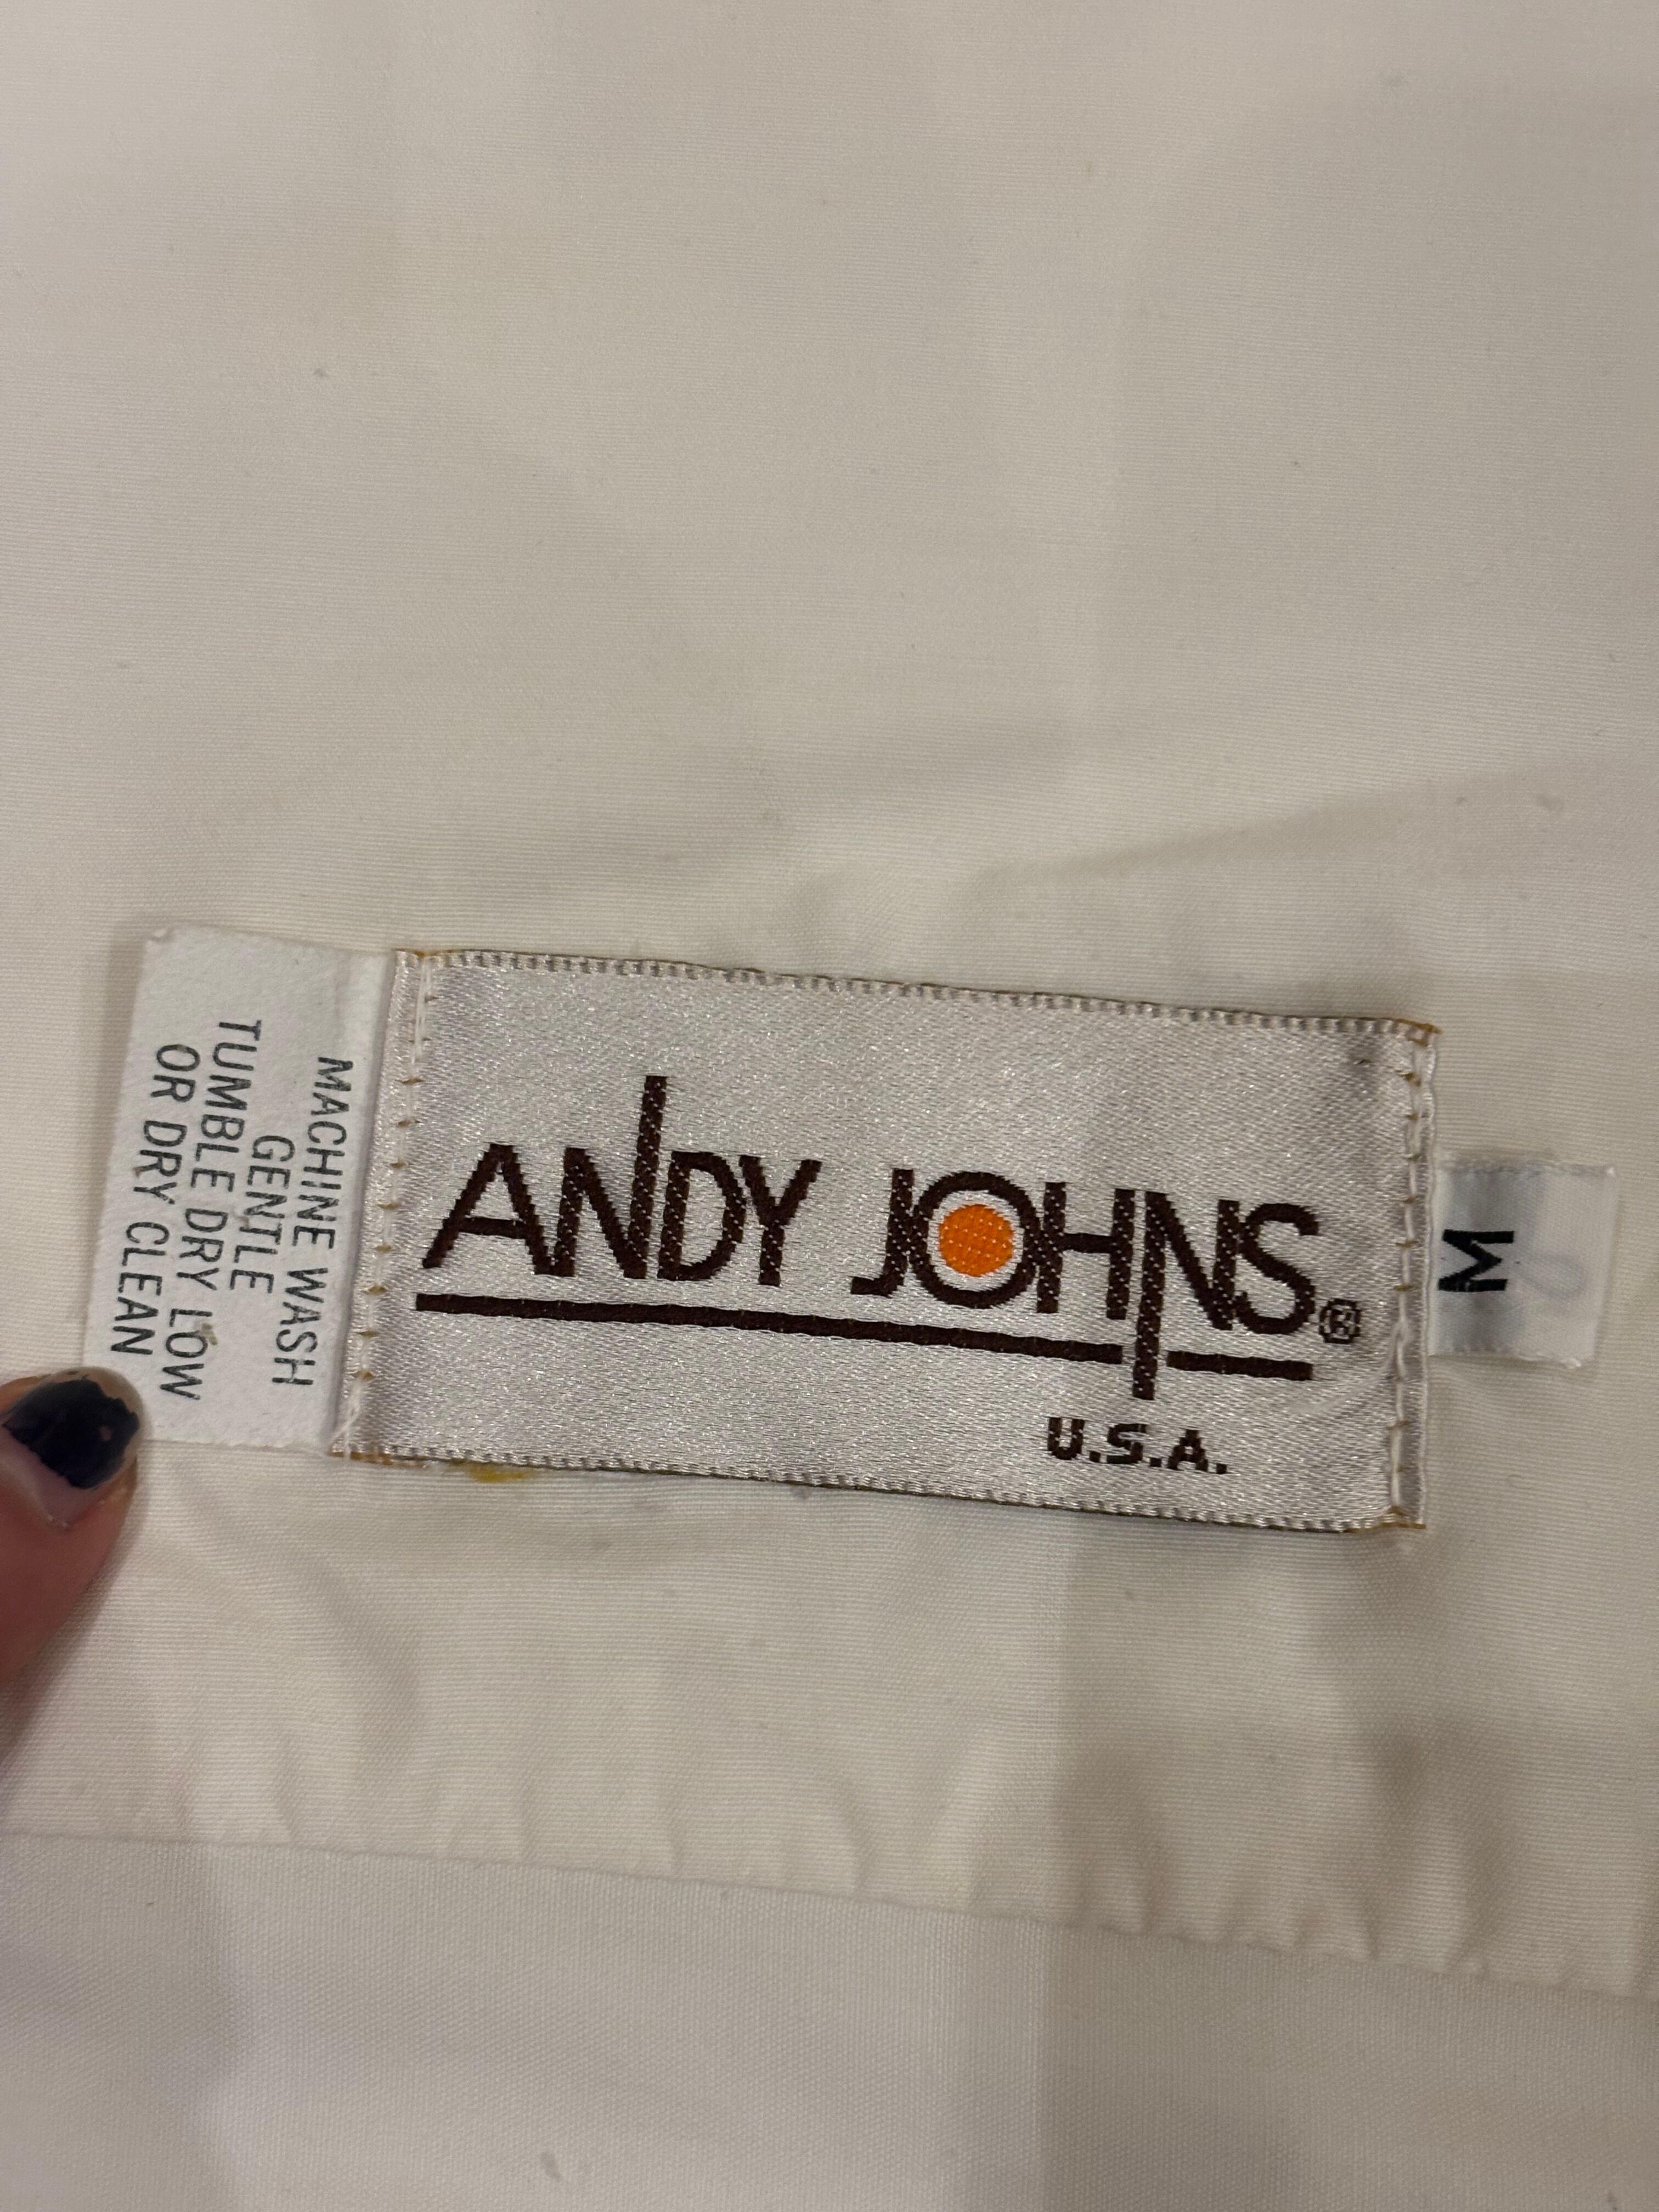 MACHINE WASH
GENTLE
TUMBLE DRY LOW
OR DRY CLEAN
ANDY JOHNS®
U.S.A.
M